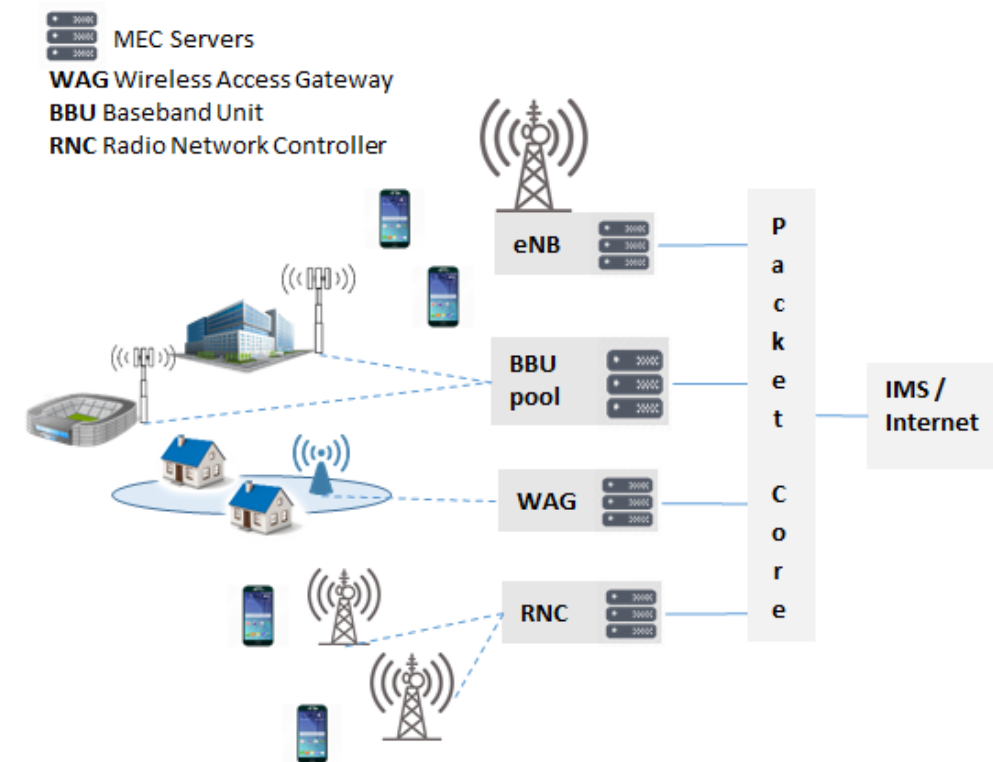 MEC Servers
WAG Wireless Access Gateway
BBU Baseband Unit
RNC Radio Network Controller
eNB
BBU
pool
WAG
RNC
P
a
c
k
e
t
C
o
r
e
IMS /
Internet